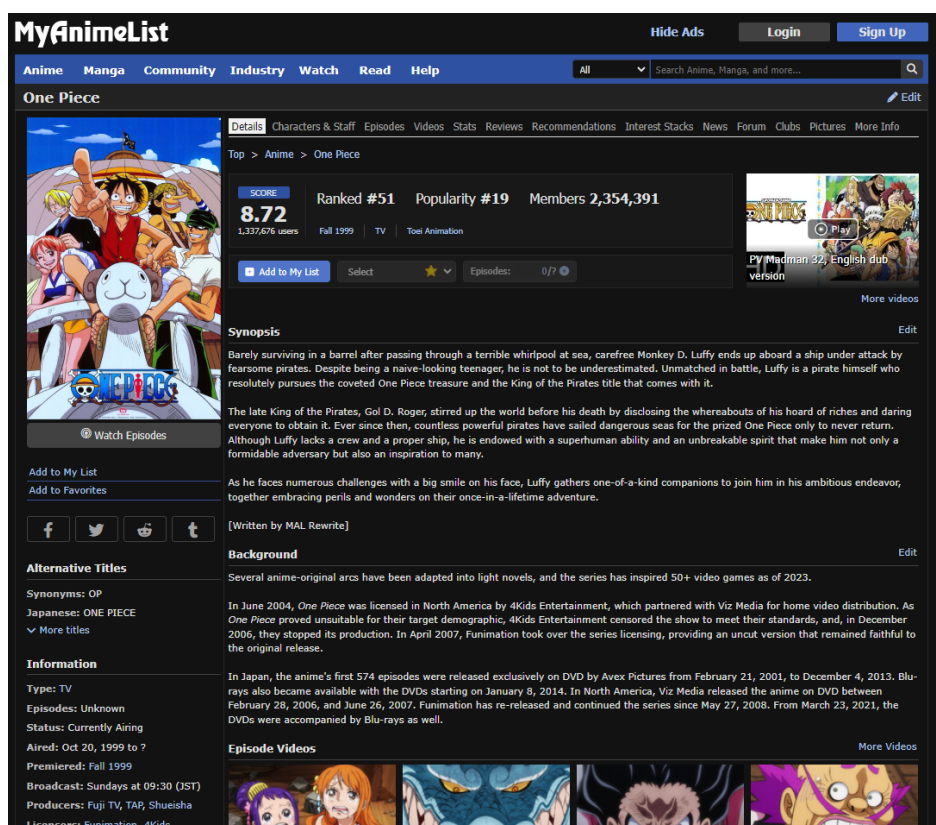 MyAnimeList
Hide Ads
Login
Sign Up
Anime Manga Community Industry Watch Read Help
All
Search Anime, Manga, and more...
One Piece
Edit
Details Characters & Staff Episodes Videos Stats Reviews Recommendations Interest Stacks News Forum Clubs Pictures More Info
Top > Anime > One Piece
SCORE
8.72
1,337,676 users
Ranked #51 Popularity #19 Members 2,354,391
Fall 1999 TV Toei Animation
Add to My List
Select
Episodes: 0/?
ONE PIECE
Play
PV Madman 32, English dub
version
More videos
Synopsis
Edit
Barely surviving in a barrel after passing through a terrible whirlpool at sea, carefree Monkey D. Luffy ends up aboard a ship under attack by
fearsome pirates. Despite being a naive-looking teenager, he is not to be underestimated. Unmatched in battle, Luffy is a pirate himself who
resolutely pursues the coveted One Piece treasure and the King of the Pirates title that comes with it.
The late King of the Pirates, Gol D. Roger, stirred up the world before his death by disclosing the whereabouts of his hoard of riches and daring
everyone to obtain it. Ever since then, countless powerful pirates have sailed dangerous seas for the prized One Piece only to never return.
Although Luffy lacks a crew and a proper ship, he is endowed with a superhuman ability and an unbreakable spirit that make him not only a
formidable adversary but also an inspiration to many.
As he faces numerous challenges with a big smile on his face, Luffy gathers one-of-a-kind companions to join him in his ambitious endeavor,
together embracing perils and wonders on their once-in-a-lifetime adventure.
[Written by MAL Rewrite]
Background
Edit
Several anime-original arcs have been adapted into light novels, and the series has inspired 50+ video games as of 2023.
In June 2004, One Piece was licensed in North America by 4Kids Entertainment, which partnered with Viz Media for home video distribution. As
One Piece proved unsuitable for their target demographic, 4Kids Entertainment censored the show to meet their standards, and, in December
2006, they stopped its production. In April 2007, Funimation took over the series licensing, providing an uncut version that remained faithful to
the original release.
In Japan, the anime's first 574 episodes were released exclusively on DVD by Avex Pictures from February 21, 2001, to December 4, 2013. Blu-
rays also became available with the DVDs starting on January 8, 2014. In North America, Viz Media released the anime on DVD between
February 28, 2006, and June 26, 2007. Funimation has re-released and continued the series since May 27, 2008. From March 23, 2021, the
DVDs were accompanied by Blu-rays as well.
Episode Videos
More Videos
ONE PIECE
Watch Episodes
Add to My List
Add to Favorites
Alternative Titles
Synonyms: OP
Japanese: ONE PIECE
More titles
Information
Type: TV
Episodes: Unknown
Status: Currently Airing
Aired: Oct 20, 1999 to ?
Premiered: Fall 1999
Broadcast: Sundays at 09:30 (JST)
Producers: Fuji TV, TAP, Shueisha
Licensors: Funimation, 4Kids